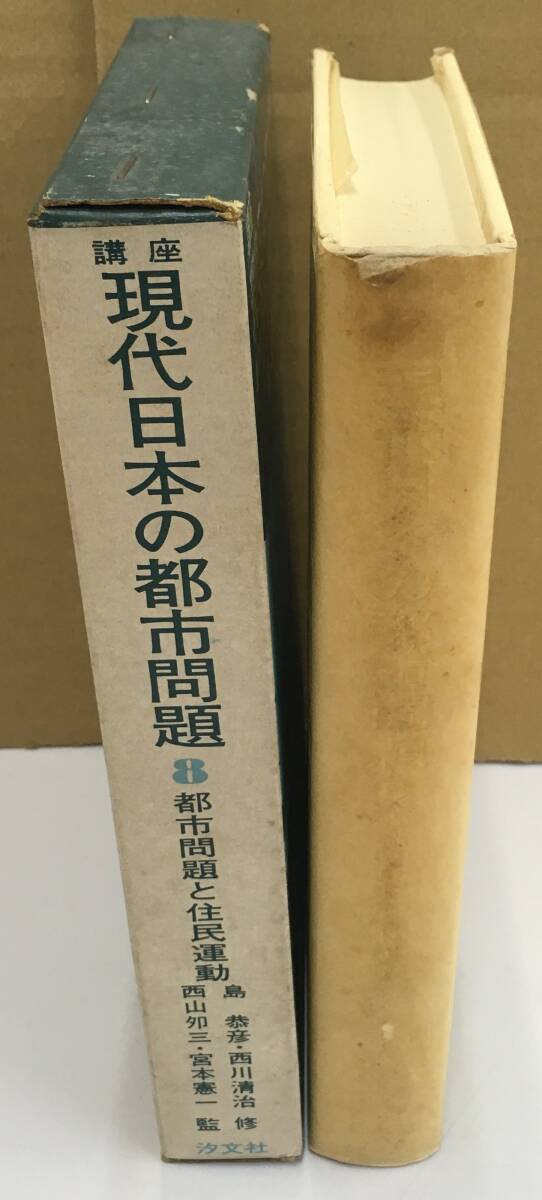 講座
現代日本の都市問題
8
都市問題と住民運動
島恭彦・西川清治
西山夘三・宮本憲一
監修
汐文社